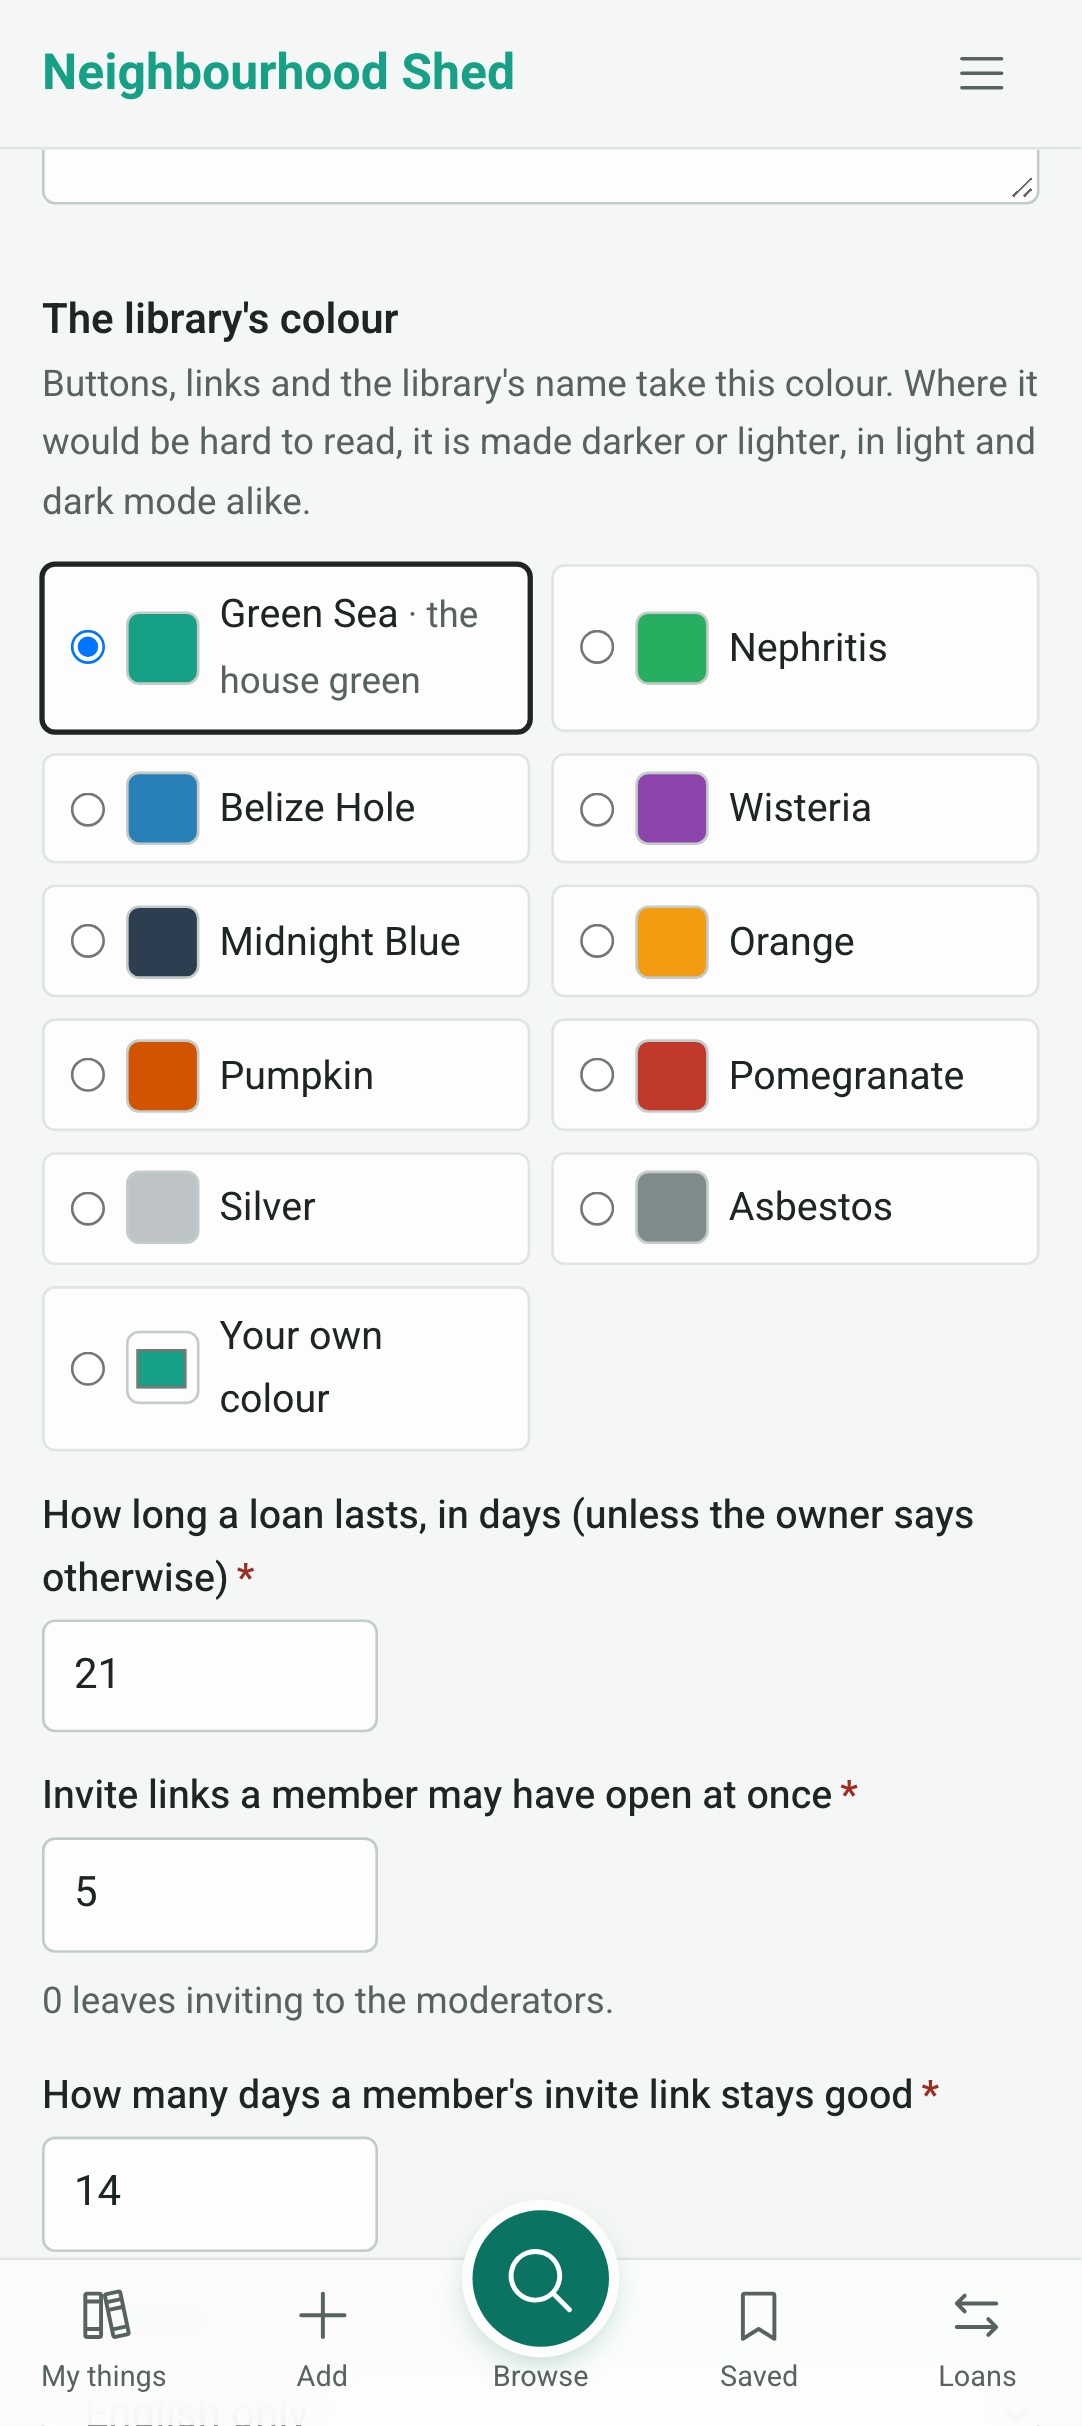 Neighbourhood Shed
The library's colour
Buttons, links and the library's name take this colour. Where it
would be hard to read, it is made darker or lighter, in light and
dark mode alike.
Green Sea · the
house green
Nephritis
Belize Hole
Wisteria
Midnight Blue
Orange
Pumpkin
Pomegranate
Silver
Asbestos
Your own
colour
How long a loan lasts, in days (unless the owner says
otherwise) *
21
Invite links a member may have open at once *
5
0 leaves inviting to the moderators.
How many days a member's invite link stays good *
14
My things
Add
Browse
Saved
Loans
English only